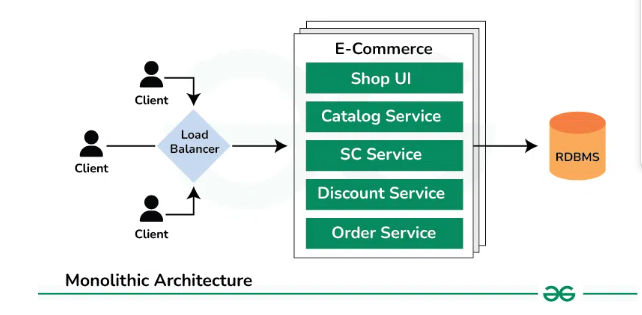 E-Commerce
Shop UI
Catalog Service
SC Service
Discount Service
Order Service
Client
Client
Client
Load
Balancer
RDBMS
Monolithic Architecture